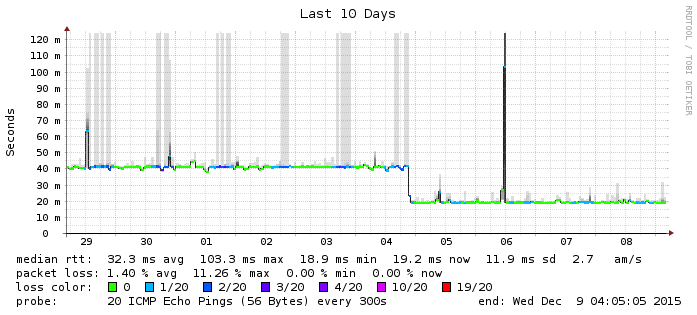 Last 10 Days
RRDTOOL / TOBI OETIKER
Seconds
120 m
110 m
100 m
90 m
80 m
70 m
60 m
50 m
40 m
30 m
20 m
10 m
0
29 30 01 02 03 04 05 06 07 08
median rtt: 32.3 ms avg 103.3 ms max 18.9 ms min 19.2 ms now 11.9 ms sd 2.7 am/s
packet loss: 1.40 % avg 11.26 % max 0.00 % min 0.00 % now
loss color: 0 1/20 2/20 3/20 4/20 10/20 19/20
probe: 20 ICMP Echo Pings (56 Bytes) every 300s end: Wed Dec 9 04:05:05 2015